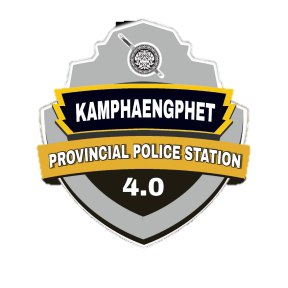 KAMPHAENGPHET
PROVINCIAL POLICE STATION
4.0